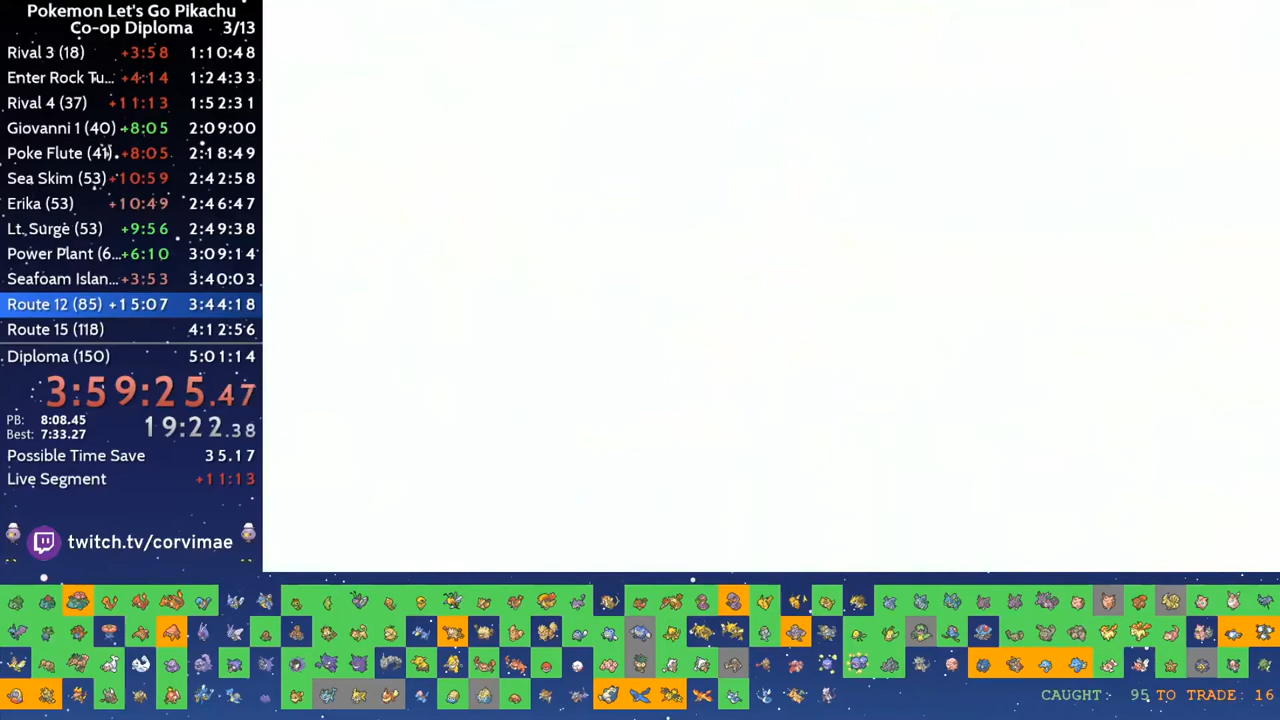 Pokemon Let's Go Pikachu
Co-op Diploma 3/13
Rival 3 (18) +3:58 1:10:48
Enter Rock Tu... +4:14 1:24:33
Rival 4 (37) +11:13 1:52:31
Giovanni 1 (40) +8:05 2:09:00
Poke Flute (41) +8:05 2:18:49
Sea Skim (53) +10:59 2:42:58
Erika (53) +10:49 2:46:47
Lt. Surge (53) +9:56 2:49:38
Power Plant (6... +6:10 3:09:14
Seafoam Islan... +3:53 3:40:03
Route 12 (85) +15:07 3:44:18
Route 15 (118) 4:12:56
Diploma (150) 5:01:14
3:59:25.47
PB: 8:08.45
Best: 7:33.27
19:22.38
Possible Time Save 35.17
Live Segment +11:13
twitch.tv/corvimae
CAUGHT: 95 TO TRADE: 16